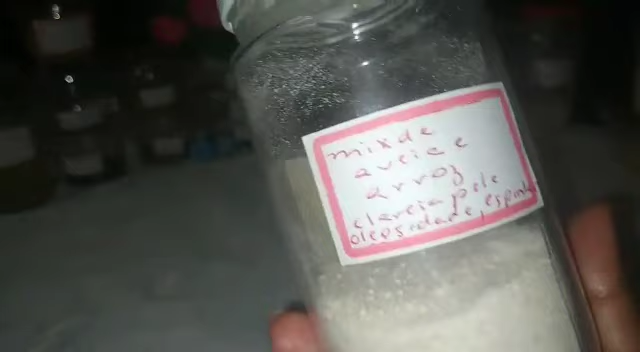 mix de
aveia e
arroz
clareia pele
oleosidade, espinha